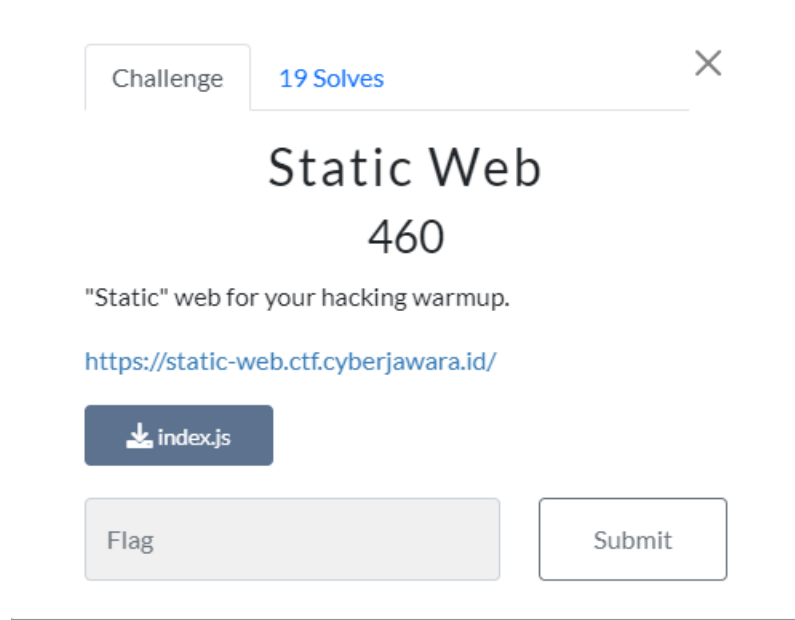 Challenge
19 Solves
Static Web
460
"Static" web for your hacking warmup.
https://static-web.ctf.cyberjawara.id/
index.js
Flag
Submit